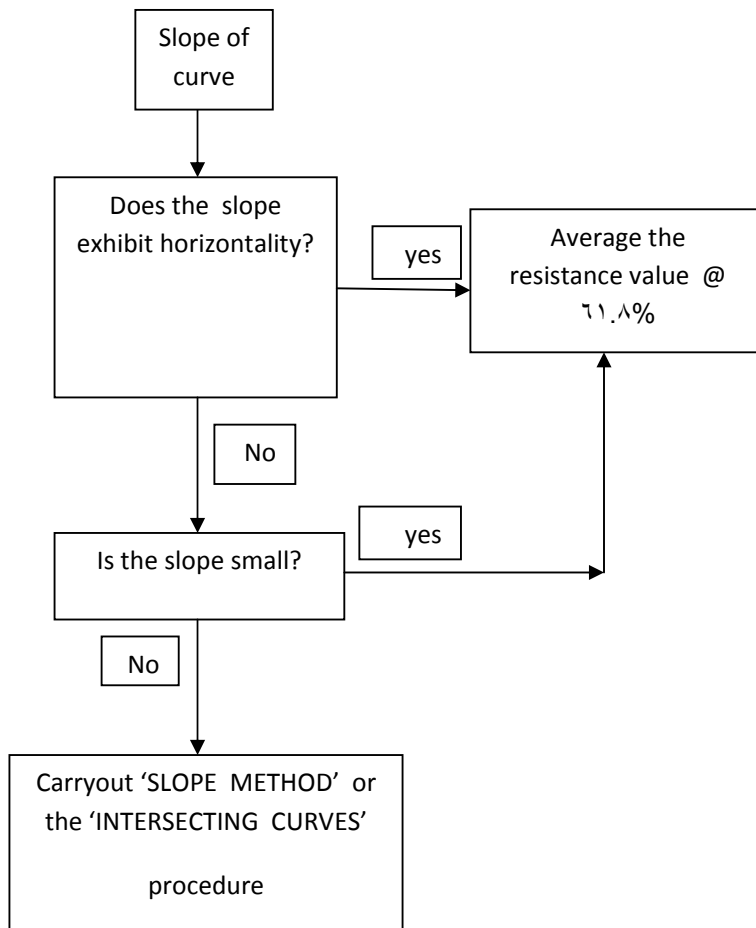 Slope of
curve
Does the slope
exhibit horizontality?
yes
Average the
resistance value @
٦١.٨%
No
Is the slope small?
yes
No
Carryout ‘SLOPE METHOD’ or
the ‘INTERSECTING CURVES’
procedure